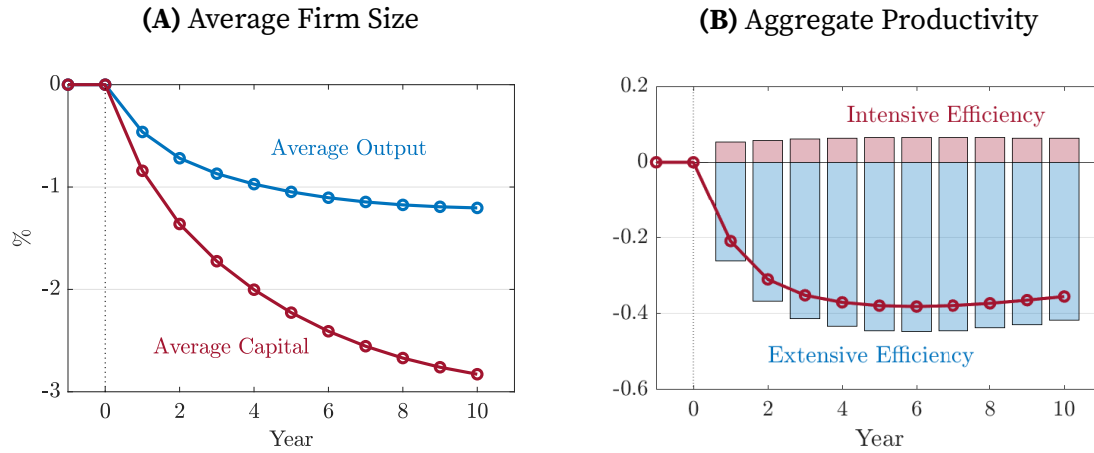 (A) Average Firm Size
0
-1
-2
-3
%
Average Output
Average Capital
0 2 4 6 8 10
Year
(B) Aggregate Productivity
0.2
0
-0.2
-0.4
-0.6
Intensive Efficiency
Extensive Efficiency
0 2 4 6 8 10
Year